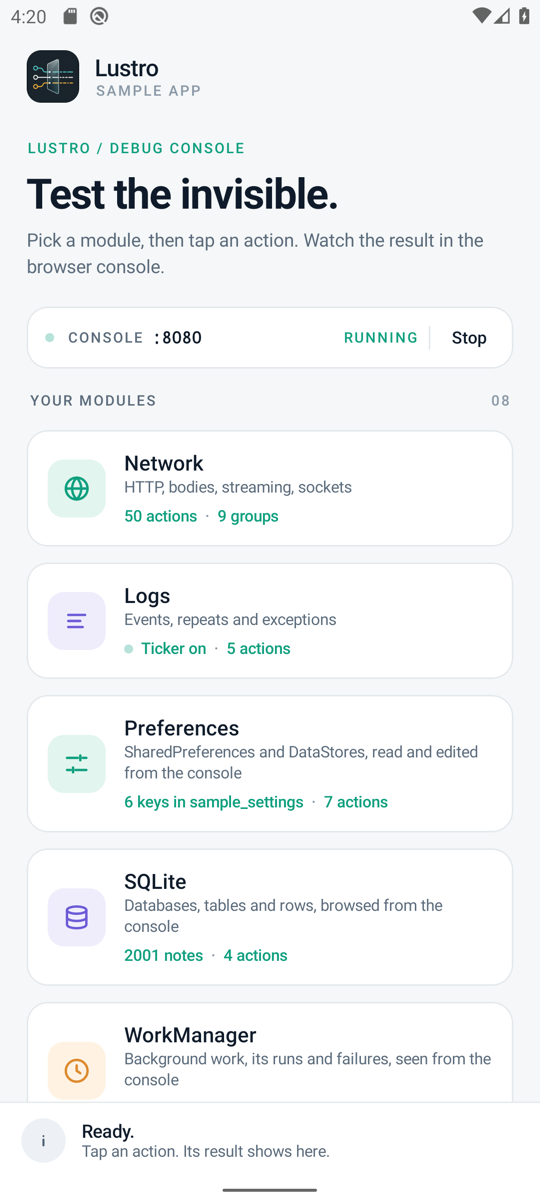 4:20
Lustro
SAMPLE APP
LUSTRO / DEBUG CONSOLE
Test the invisible.
Pick a module, then tap an action. Watch the result in the
browser console.
CONSOLE :8080 RUNNING Stop
YOUR MODULES 08
Network
HTTP, bodies, streaming, sockets
50 actions · 9 groups
Logs
Events, repeats and exceptions
Ticker on · 5 actions
Preferences
SharedPreferences and DataStores, read and edited
from the console
6 keys in sample_settings · 7 actions
SQLite
Databases, tables and rows, browsed from the
console
2001 notes · 4 actions
WorkManager
Background work, its runs and failures, seen from the
console
i
Ready.
Tap an action. Its result shows here.